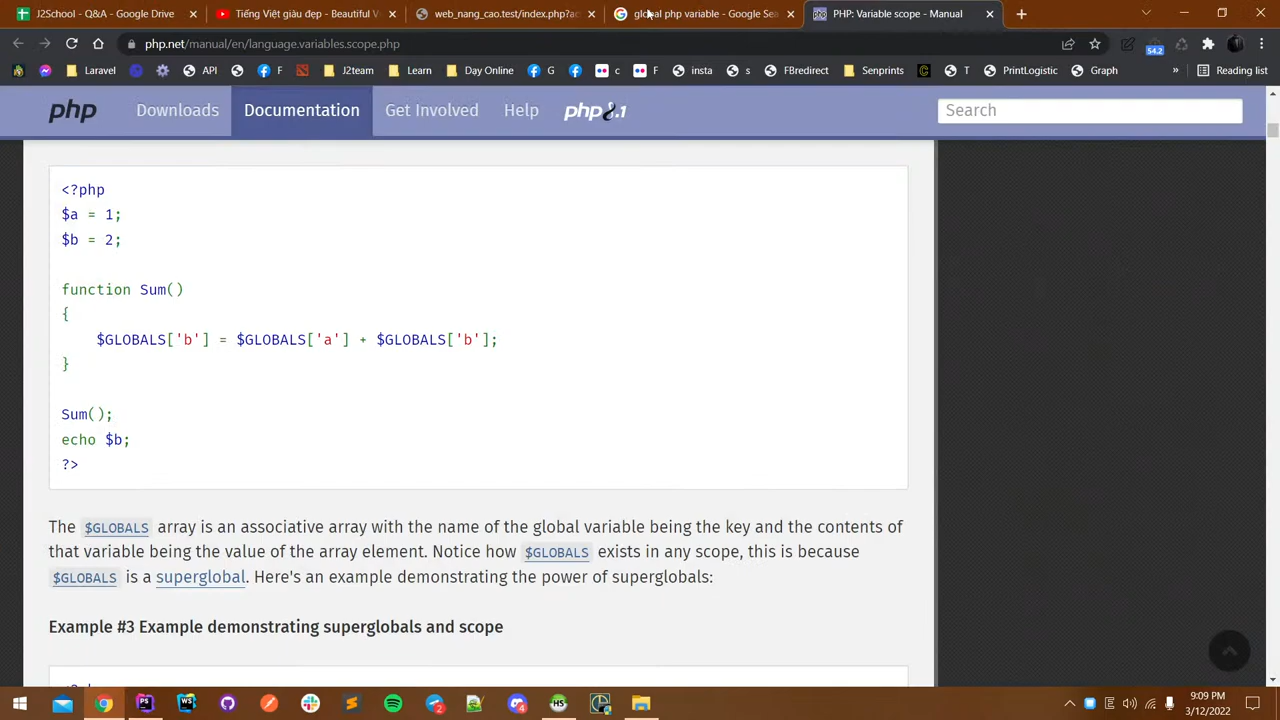 J2School - Q&A - Google Drive
Tiếng Việt giàu đẹp - Beautiful V
web_nang_cao.test/index.php?ac
global php variable - Google Sea
PHP: Variable scope - Manual
php.net/manual/en/language.variables.scope.php
54.2
Laravel
API
F
J2team
Learn
Day Online
G
c
F
insta
s
FBredirect
Senprints
T
PrintLogistic
Graph
»
Reading list
php
Downloads
Documentation
Get Involved
Help
php8.1
Search
<?php
$a = 1;
$b = 2;
function Sum()
{
$GLOBALS['b'] = $GLOBALS['a'] + $GLOBALS['b'];
}
Sum();
echo $b;
?>
The $GLOBALS array is an associative array with the name of the global variable being the key and the contents of
that variable being the value of the array element. Notice how $GLOBALS exists in any scope, this is because
$GLOBALS is a superglobal. Here's an example demonstrating the power of superglobals:
Example #3 Example demonstrating superglobals and scope
9:09 PM
3/12/2022